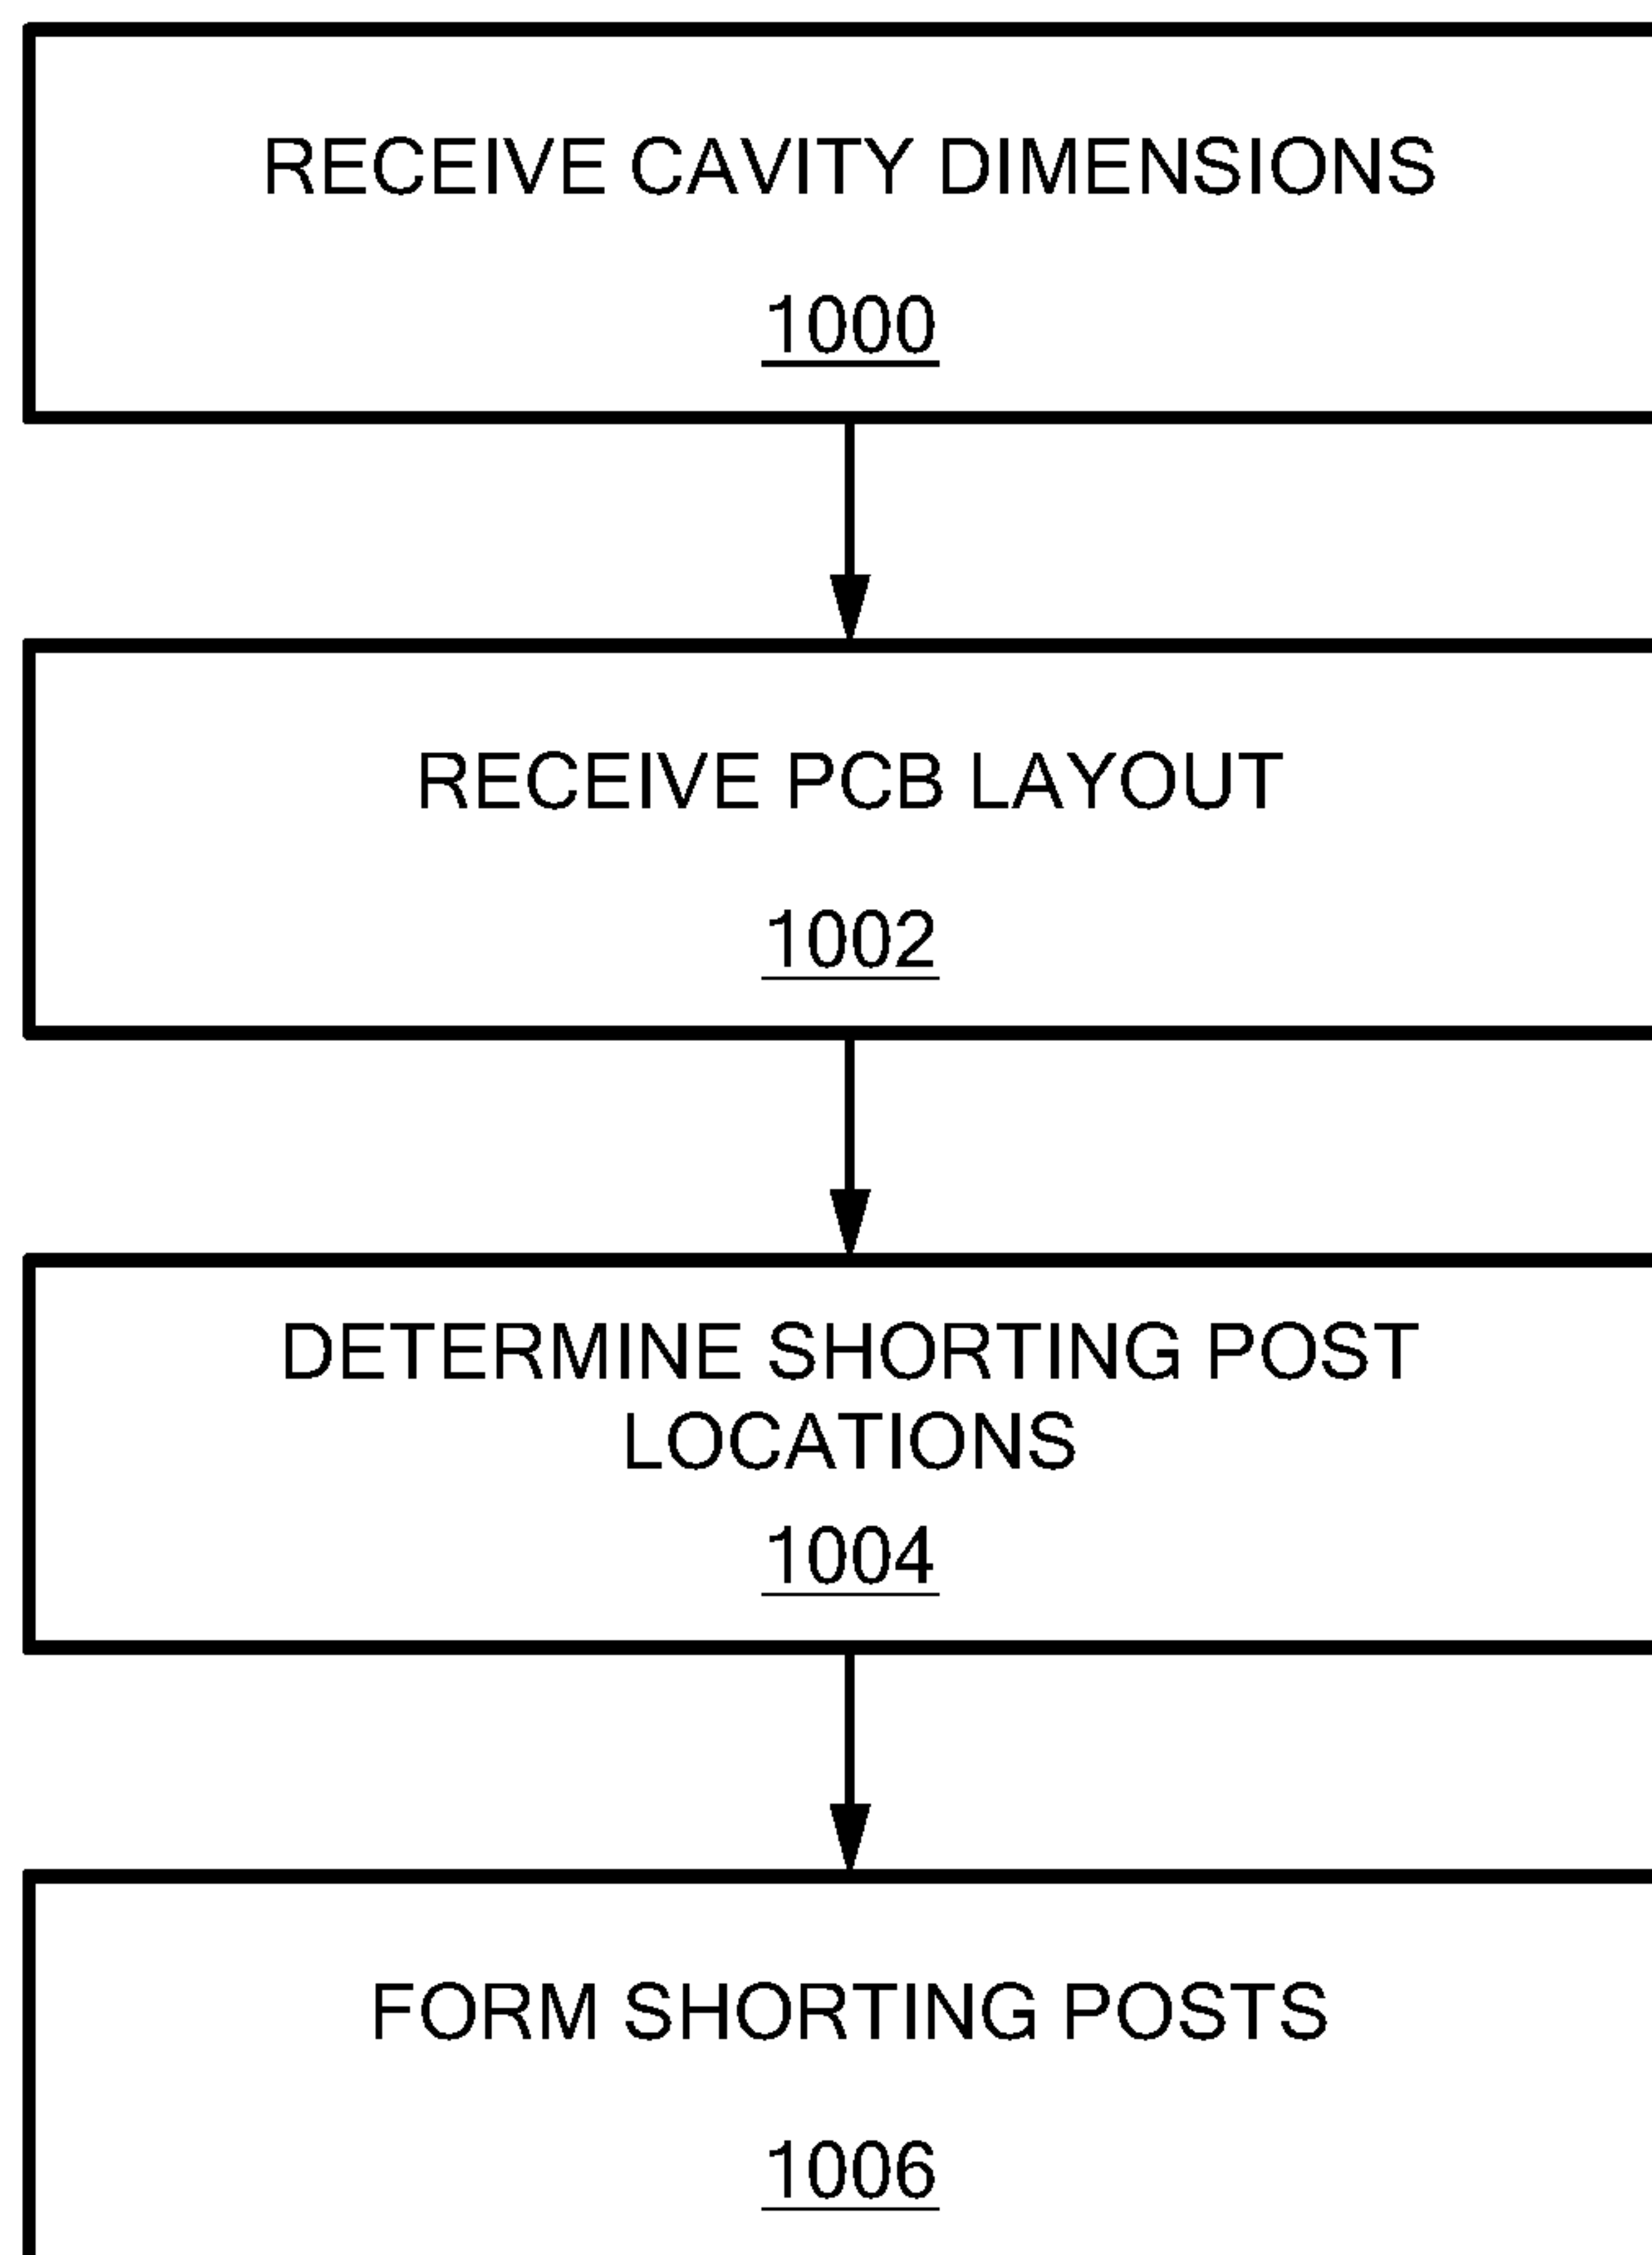 RECEIVE CAVITY DIMENSIONS
1000
RECEIVE PCB LAYOUT
1002
DETERMINE SHORTING POST
LOCATIONS
1004
FORM SHORTING POSTS
1006